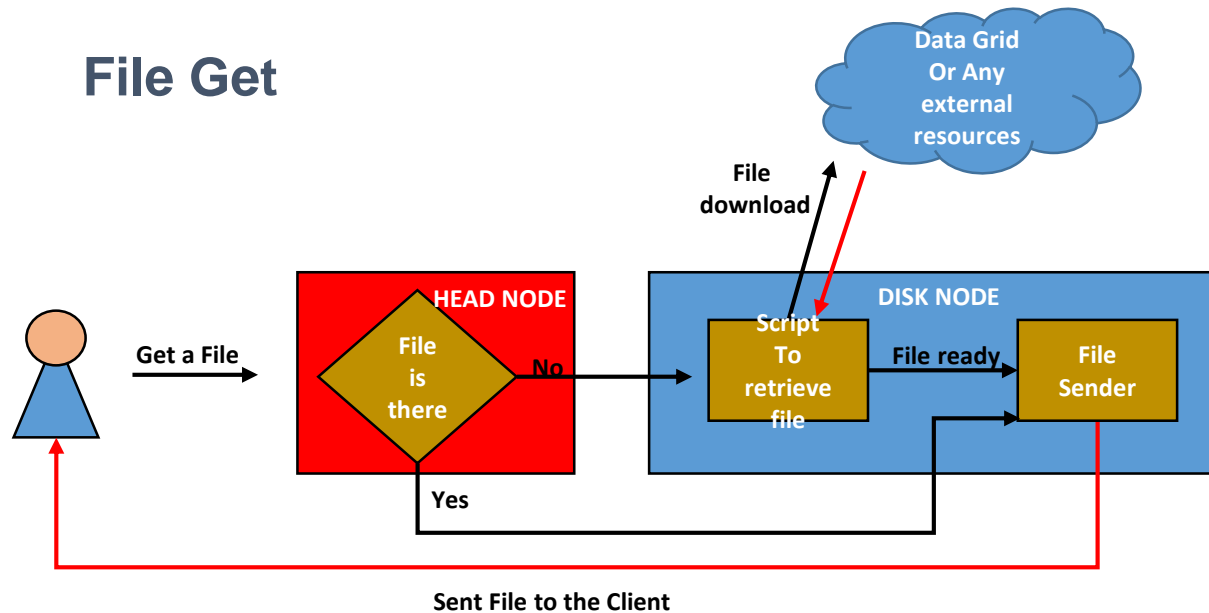 File Get
Data Grid
Or Any
external
resources
File
download
HEAD NODE
DISK NODE
Get a File
File
is
there
No
Script
To
retrieve
file
File ready
File
Sender
Yes
Sent File to the Client